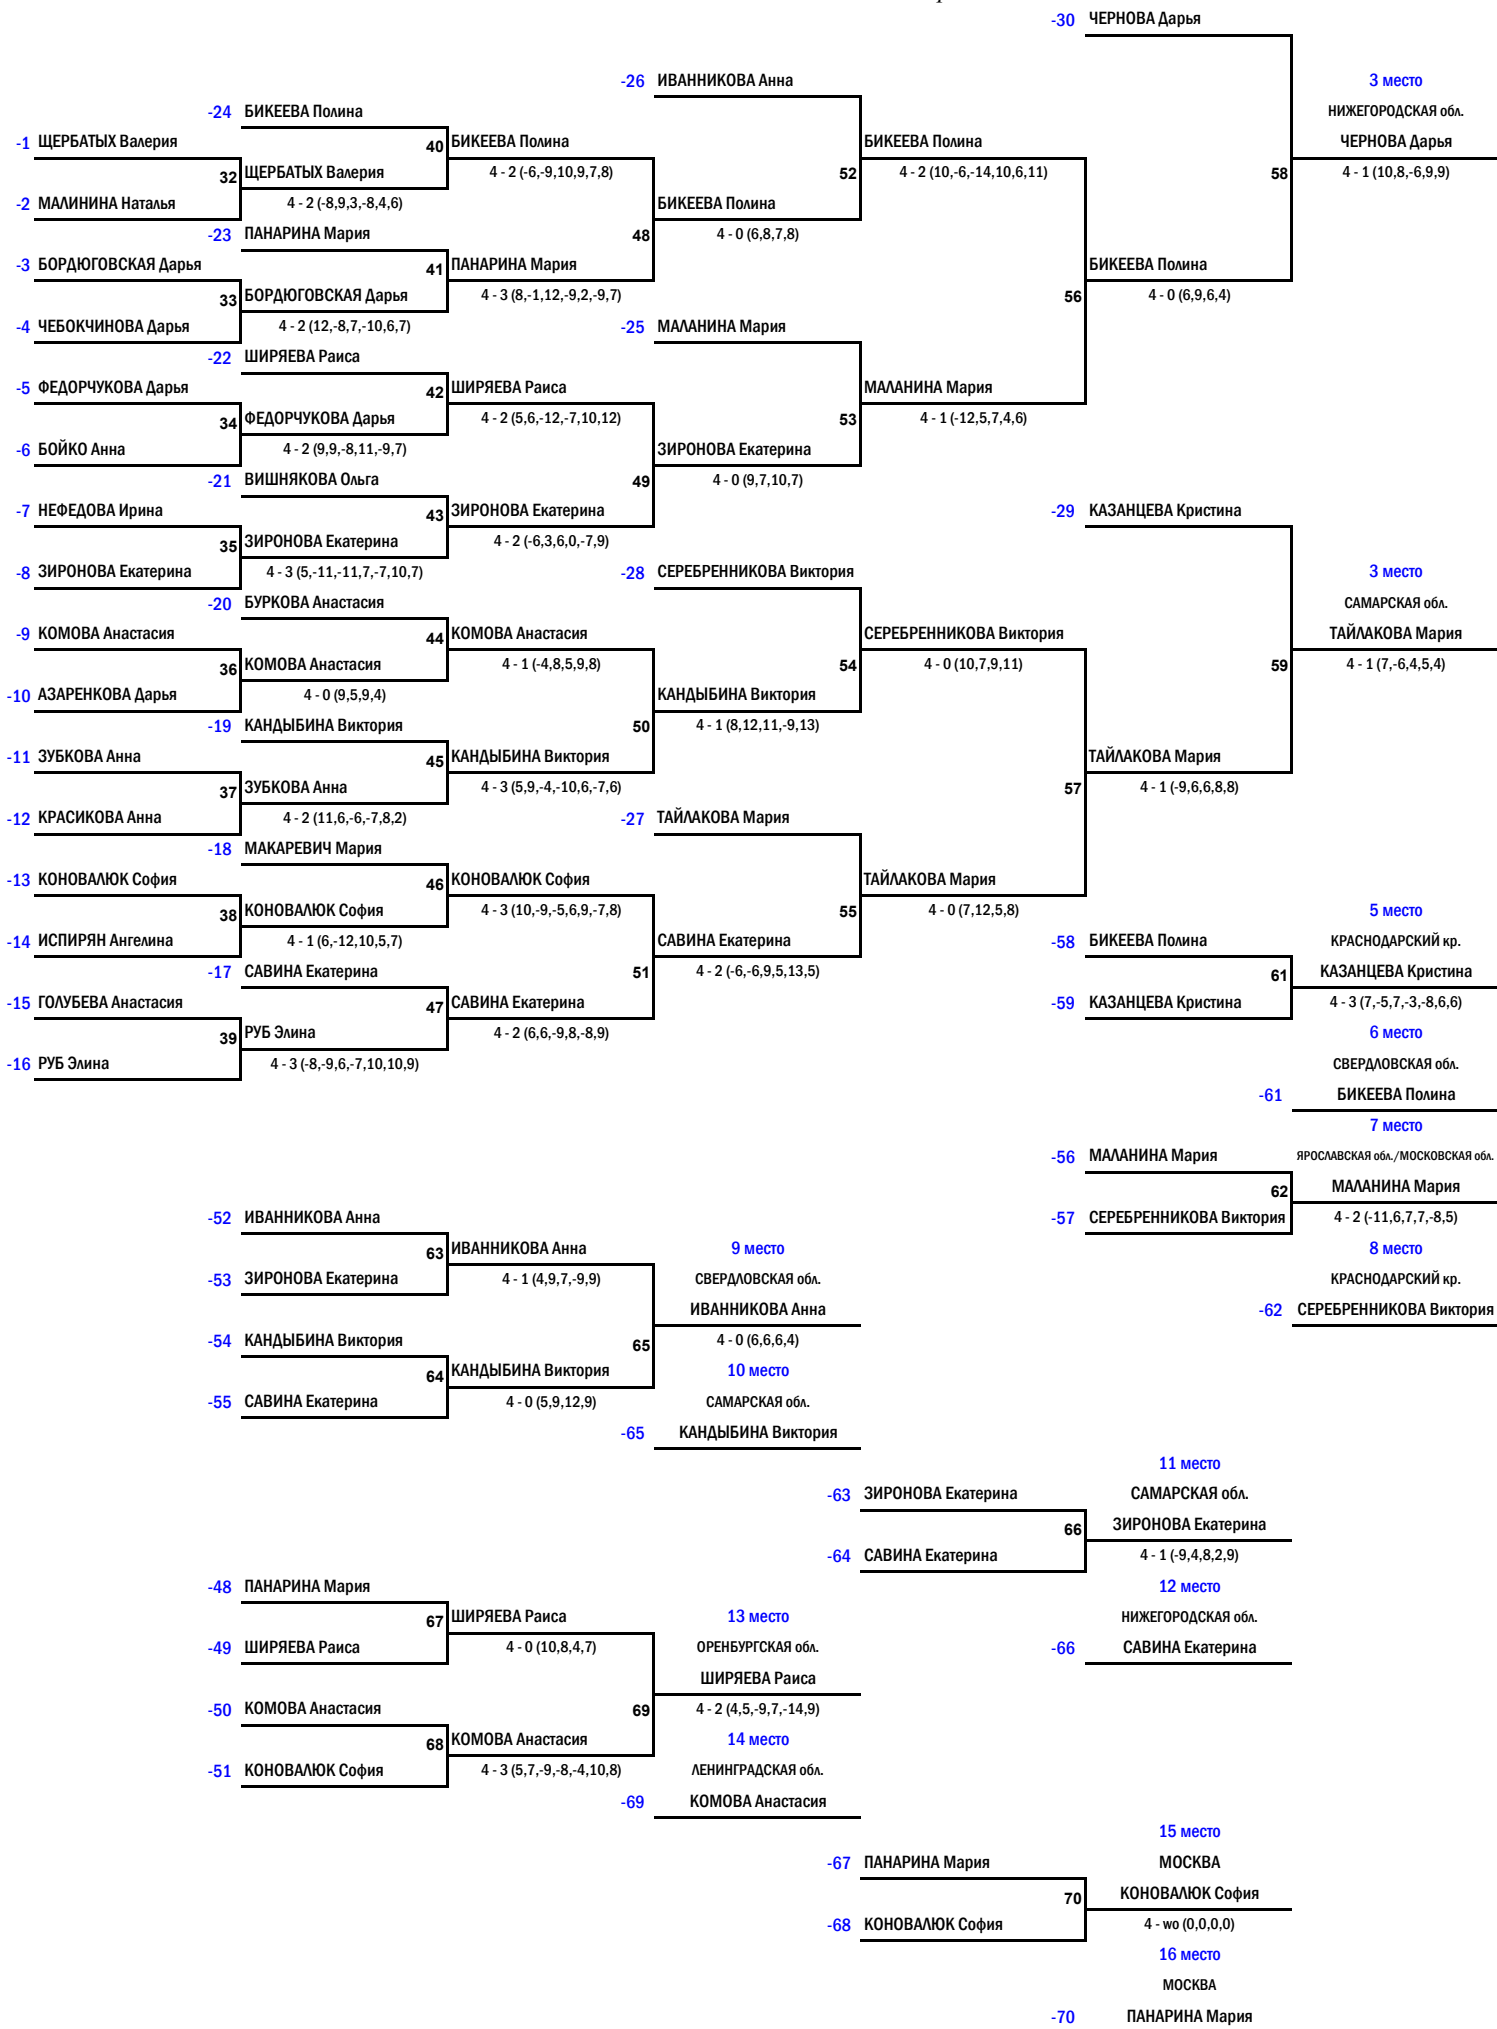 -30 ЧЕРНОВА Дарья
-26 ИВАННИКОВА Анна
3 место
-24 БИКЕЕВА Полина
НИЖЕГОРОДСКАЯ обл.
-1 ЩЕРБАТЫХ Валерия
40 БИКЕЕВА Полина
БИКЕЕВА Полина
ЧЕРНОВА Дарья
32 ЩЕРБАТЫХ Валерия
4 - 2 (-6,-9,10,9,7,8)
52
4 - 2 (10,-6,-14,10,6,11)
58
4 - 1 (10,8,-6,9,9)
-2 МАЛИНИНА Наталья
4 - 2 (-8,9,3,-8,4,6)
БИКЕЕВА Полина
-23 ПАНАРИНА Мария
48
4 - 0 (6,8,7,8)
-3 БОРДЮГОВСКАЯ Дарья
41 ПАНАРИНА Мария
БИКЕЕВА Полина
33 БОРДЮГОВСКАЯ Дарья
4 - 3 (8,-1,12,-9,2,-9,7)
56
4 - 0 (6,9,6,4)
-4 ЧЕБОКЧИНОВА Дарья
4 - 2 (12,-8,7,-10,6,7)
-25 МАЛАНИНА Мария
-22 ШИРЯЕВА Раиса
-5 ФЕДОРЧУКОВА Дарья
42 ШИРЯЕВА Раиса
МАЛАНИНА Мария
34 ФЕДОРЧУКОВА Дарья
4 - 2 (5,6,-12,-7,10,12)
53
4 - 1 (-12,5,7,4,6)
-6 БОЙКО Анна
4 - 2 (9,9,-8,11,-9,7)
ЗИРОНОВА Екатерина
-21 ВИШНЯКОВА Ольга
49
4 - 0 (9,7,10,7)
-7 НЕФЕДОВА Ирина
43 ЗИРОНОВА Екатерина
-29 КАЗАНЦЕВА Кристина
35 ЗИРОНОВА Екатерина
4 - 2 (-6,3,6,0,-7,9)
-8 ЗИРОНОВА Екатерина
4 - 3 (5,-11,-11,7,-7,10,7)
-28 СЕРЕБРЕННИКОВА Виктория
3 место
-20 БУРКОВА Анастасия
САМАРСКАЯ обл.
-9 КОМОВА Анастасия
44 КОМОВА Анастасия
СЕРЕБРЕННИКОВА Виктория
ТАЙЛАКОВА Мария
36 КОМОВА Анастасия
4 - 1 (-4,8,5,9,8)
54
4 - 0 (10,7,9,11)
59
4 - 1 (7,-6,4,5,4)
-10 АЗАРЕНКОВА Дарья
4 - 0 (9,5,9,4)
КАНДЫБИНА Виктория
-19 КАНДЫБИНА Виктория
50
4 - 1 (8,12,11,-9,13)
-11 ЗУБКОВА Анна
45 КАНДЫБИНА Виктория
ТАЙЛАКОВА Мария
37 ЗУБКОВА Анна
4 - 3 (5,9,-4,-10,6,-7,6)
57
4 - 1 (-9,6,6,8,8)
-12 КРАСИКОВА Анна
4 - 2 (11,6,-6,-7,8,2)
-27 ТАЙЛАКОВА Мария
-18 МАКАРЕВИЧ Мария
-13 КОНОВАЛЮК София
46 КОНОВАЛЮК София
ТАЙЛАКОВА Мария
38 КОНОВАЛЮК София
4 - 3 (10,-9,-5,6,9,-7,8)
55
4 - 0 (7,12,5,8)
5 место
-14 ИСПИРЯН Ангелина
4 - 1 (6,-12,10,5,7)
САВИНА Екатерина
-58 БИКЕЕВА Полина
КРАСНОДАРСКИЙ кр.
-17 САВИНА Екатерина
51
4 - 2 (-6,-6,9,5,13,5)
61
КАЗАНЦЕВА Кристина
-15 ГОЛУБЕВА Анастасия
47 САВИНА Екатерина
-59 КАЗАНЦЕВА Кристина
4 - 3 (7,-5,7,-3,-8,6,6)
39 РУБ Элина
4 - 2 (6,6,-9,8,-8,9)
6 место
-16 РУБ Элина
4 - 3 (-8,-9,6,-7,10,10,9)
СВЕРДЛОВСКАЯ обл.
-61 БИКЕЕВА Полина
7 место
-56 МАЛАНИНА Мария
ЯРОСЛАВСКАЯ обл./МОСКОВСКАЯ обл.
62
МАЛАНИНА Мария
-52 ИВАННИКОВА Анна
-57 СЕРЕБРЕННИКОВА Виктория
4 - 2 (-11,6,7,7,-8,5)
63 ИВАННИКОВА Анна
9 место
8 место
-53 ЗИРОНОВА Екатерина
4 - 1 (4,9,7,-9,9)
СВЕРДЛОВСКАЯ обл.
КРАСНОДАРСКИЙ кр.
ИВАННИКОВА Анна
-62 СЕРЕБРЕННИКОВА Виктория
-54 КАНДЫБИНА Виктория
65
4 - 0 (6,6,6,4)
64 КАНДЫБИНА Виктория
10 место
-55 САВИНА Екатерина
4 - 0 (5,9,12,9)
САМАРСКАЯ обл.
-65 КАНДЫБИНА Виктория
11 место
-63 ЗИРОНОВА Екатерина
САМАРСКАЯ обл.
66
ЗИРОНОВА Екатерина
-64 САВИНА Екатерина
4 - 1 (-9,4,8,2,9)
-48 ПАНАРИНА Мария
12 место
67 ШИРЯЕВА Раиса
13 место
НИЖЕГОРОДСКАЯ обл.
-49 ШИРЯЕВА Раиса
4 - 0 (10,8,4,7)
ОРЕНБУРГСКАЯ обл.
-66 САВИНА Екатерина
ШИРЯЕВА Раиса
-50 КОМОВА Анастасия
69
4 - 2 (4,5,-9,7,-14,9)
68 КОМОВА Анастасия
14 место
-51 КОНОВАЛЮК София
4 - 3 (5,7,-9,-8,-4,10,8)
ЛЕНИНГРАДСКАЯ обл.
-69 КОМОВА Анастасия
15 место
-67 ПАНАРИНА Мария
МОСКВА
70
КОНОВАЛЮК София
-68 КОНОВАЛЮК София
4 - wo (0,0,0,0)
16 место
МОСКВА
-70 ПАНАРИНА Мария